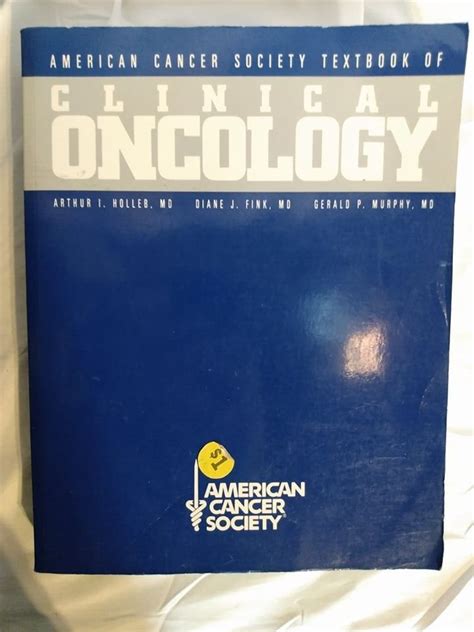 AMERICAN CANCER SOCIETY TEXTBOOK OF
CLINICAL
ONCOLOGY
ARTHUR I. HOLLEB, MD DIANE J. FINK, MD GERALD P. MURPHY, MD
$1
AMERICAN
CANCER
SOCIETY®